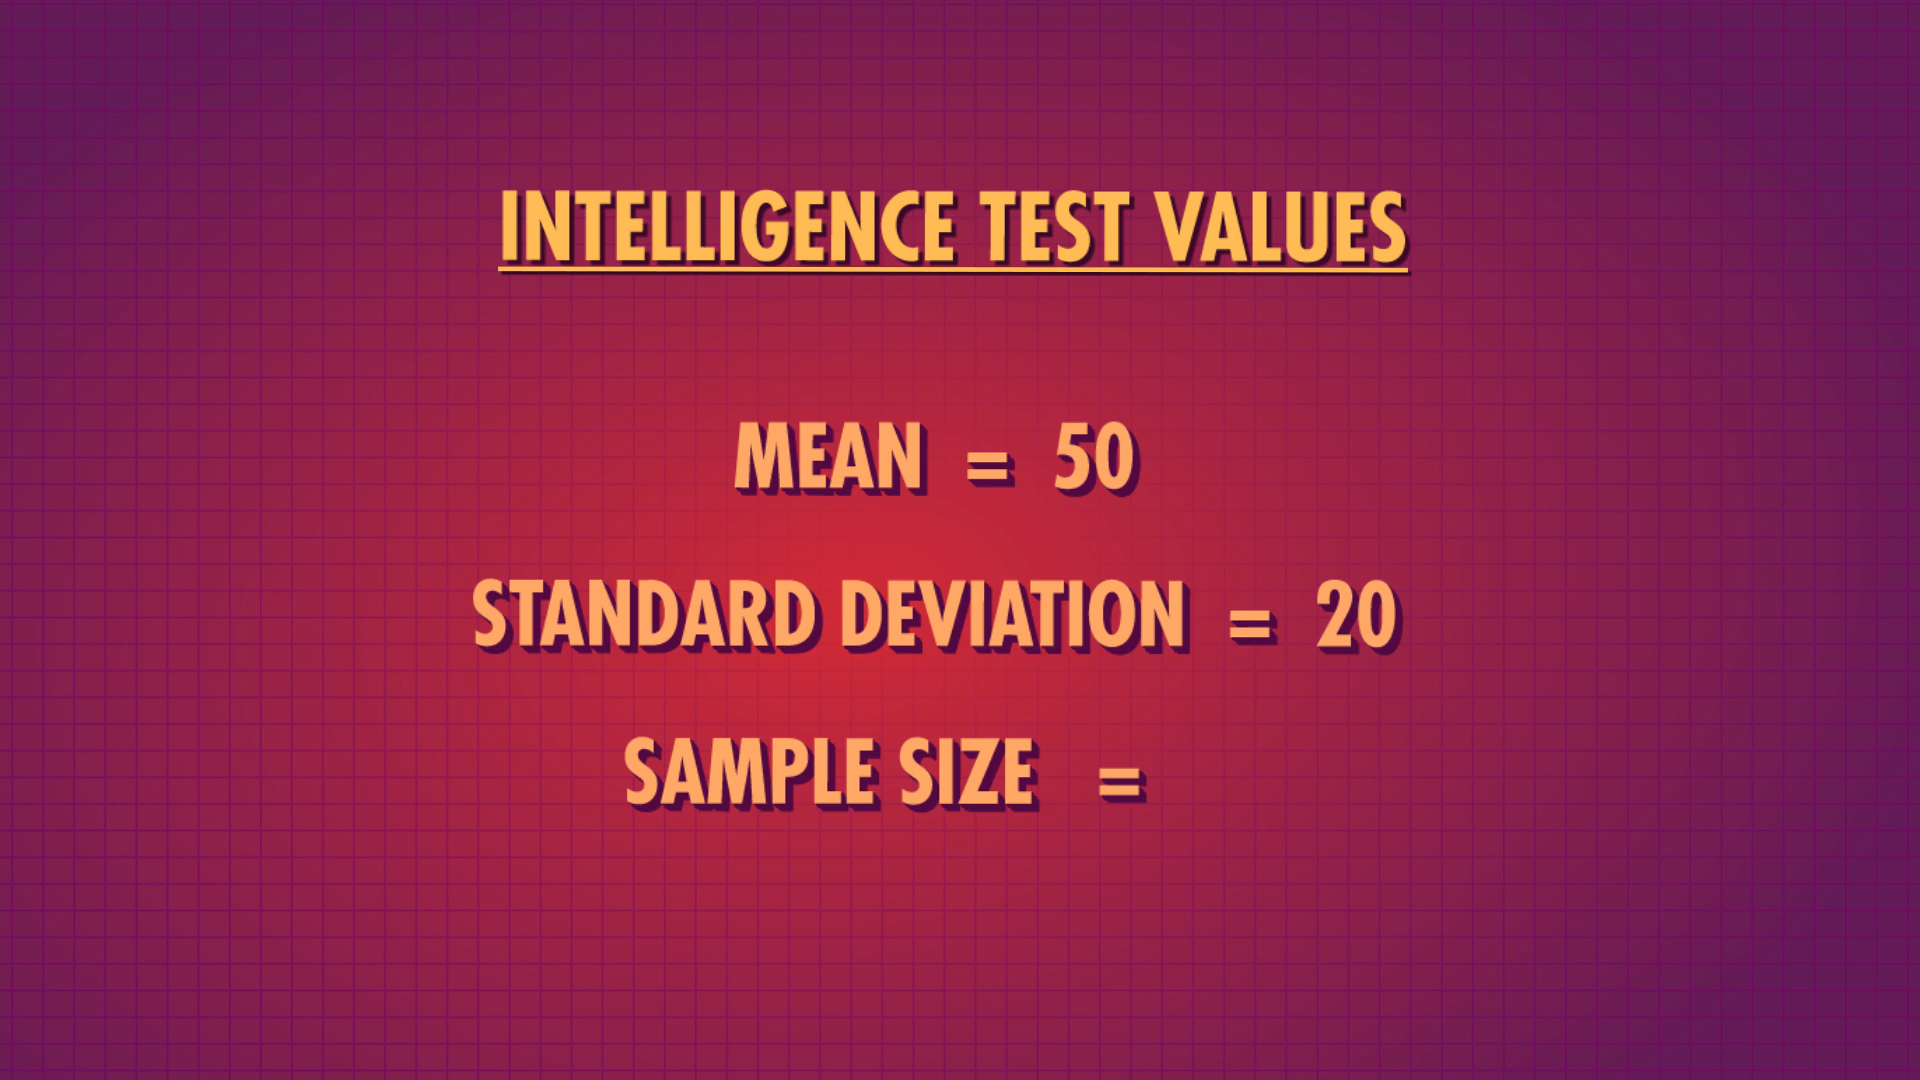 INTELLIGENCE TEST VALUES
MEAN = 50
STANDARD DEVIATION = 20
SAMPLE SIZE =